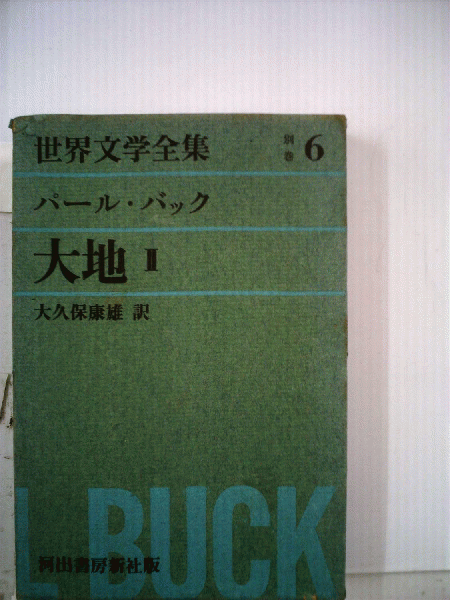 世界文学全集 別巻 6
パール・バック
大地 II
大久保康雄 訳
L BUCK
河出書房新社版